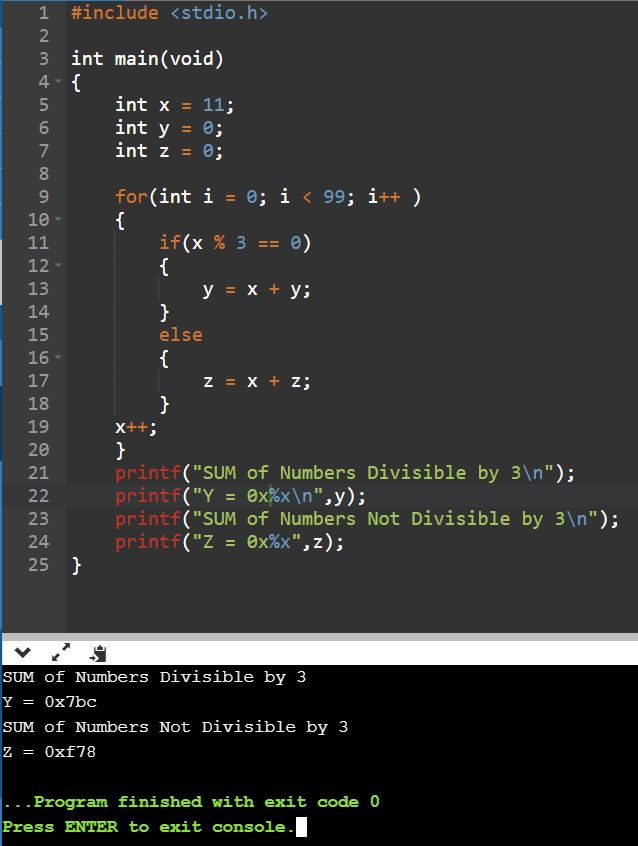 1 #include <stdio.h>
2
3 int main(void)
4 {
5     int x = 11;
6     int y = 0;
7     int z = 0;
8
9     for(int i = 0; i < 99; i++ )
10     {
11         if(x % 3 == 0)
12         {
13             y = x + y;
14         }
15         else
16         {
17             z = x + z;
18         }
19     x++;
20     }
21     printf("SUM of Numbers Divisible by 3\n");
22     printf("Y = 0x%x\n",y);
23     printf("SUM of Numbers Not Divisible by 3\n");
24     printf("Z = 0x%x",z);
25 }
SUM of Numbers Divisible by 3
Y = 0x7bc
SUM of Numbers Not Divisible by 3
Z = 0xf78
...Program finished with exit code 0
Press ENTER to exit console.